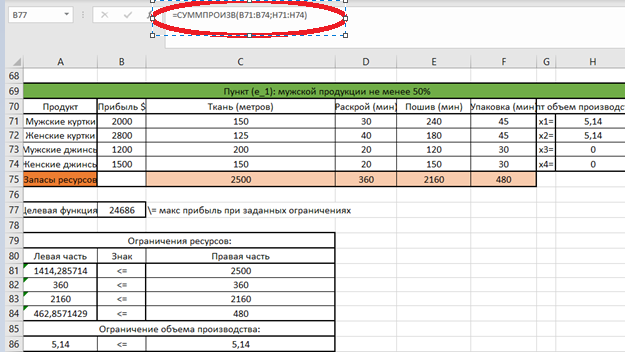 B77 =СУММПРОИЗВ(B71:B74;H71:H74)
A B C D E F G H
68
69 Пункт (e_1): мужской продукции не менее 50%
70 Продукт Прибыль $ Ткань (метров) Раскрой (мин) Пошив (мин) Упаковка (мин пт объем производст
71 Мужские куртки 2000 150 30 240 45 x1= 5,14
72 Женские куртки 2800 125 40 180 45 x2= 5,14
73 Мужские джинсы 1200 200 20 120 30 x3= 0
74 Женские джинсы 1500 150 20 150 30 x4= 0
75 Запасы ресурсов 2500 360 2160 480
76
77 Целевая функция 24686 \= макс прибыль при заданных ограничениях
78
79 Ограничения ресурсов:
80 Левая часть Знак Правая часть
81 1414,285714 <= 2500
82 360 <= 360
83 2160 <= 2160
84 462,8571429 <= 480
85 Ограничение объема производства:
86 5,14 <= 5,14